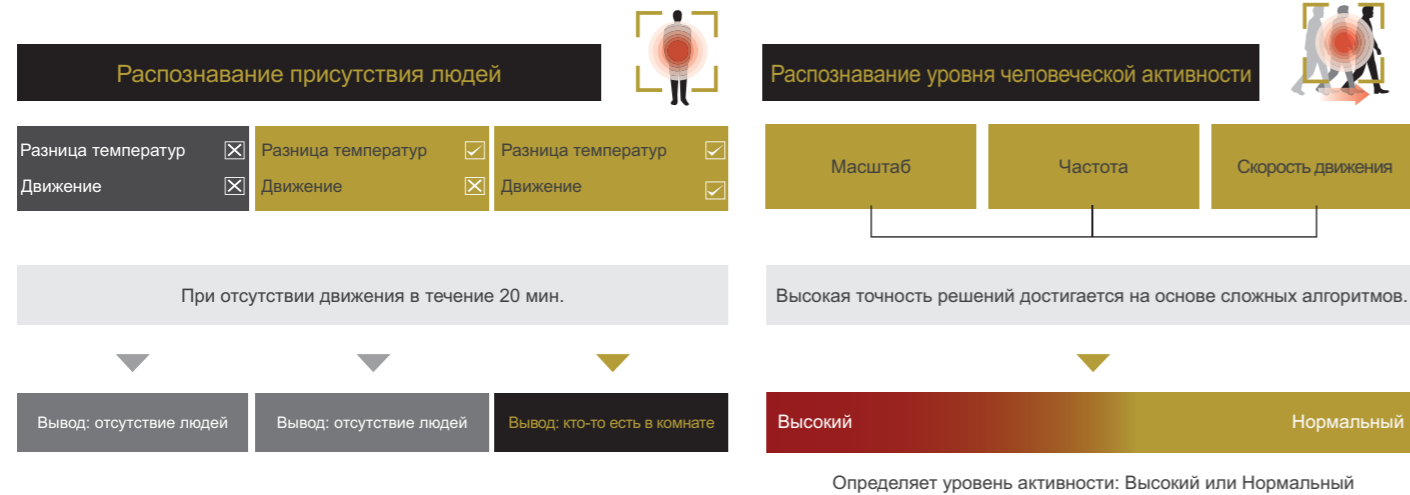 Распознавание присутствия людей
Разница температур
Движение
Разница температур
Движение
Разница температур
Движение
При отсутствии движения в течение 20 мин.
Вывод: отсутствие людей
Вывод: отсутствие людей
Вывод: кто-то есть в комнате
Распознавание уровня человеческой активности
Масштаб
Частота
Скорость движения
Высокая точность решений достигается на основе сложных алгоритмов.
Высокий
Нормальный
Определяет уровень активности: Высокий или Нормальный